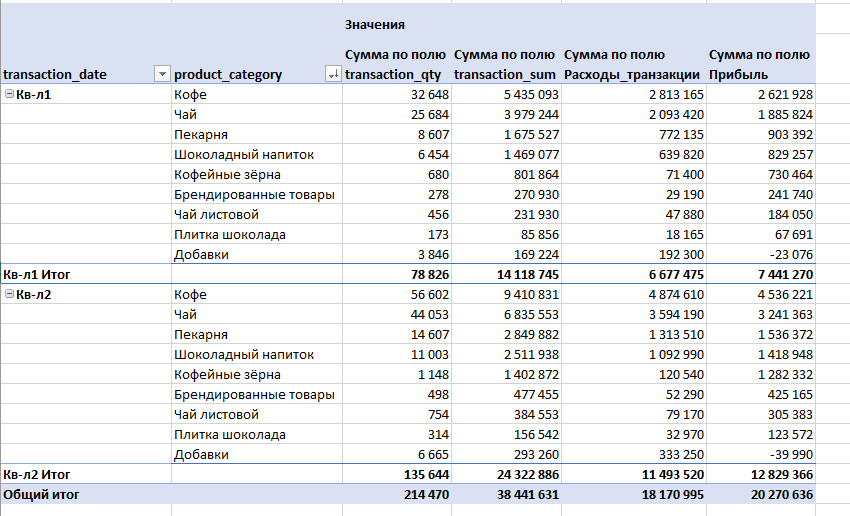 Значения
Сумма по полю Сумма по полю Сумма по полю Сумма по полю
transaction_date product_category transaction_qty transaction_sum Расходы_транзакции Прибыль
Кв-л1 Кофе 32 648 5 435 093 2 813 165 2 621 928
Чай 25 684 3 979 244 2 093 420 1 885 824
Пекарня 8 607 1 675 527 772 135 903 392
Шоколадный напиток 6 454 1 469 077 639 820 829 257
Кофейные зёрна 680 801 864 71 400 730 464
Брендированные товары 278 270 930 29 190 241 740
Чай листовой 456 231 930 47 880 184 050
Плитка шоколада 173 85 856 18 165 67 691
Добавки 3 846 169 224 192 300 -23 076
Кв-л1 Итог 78 826 14 118 745 6 677 475 7 441 270
Кв-л2 Кофе 56 602 9 410 831 4 874 610 4 536 221
Чай 44 053 6 835 553 3 594 190 3 241 363
Пекарня 14 607 2 849 882 1 313 510 1 536 372
Шоколадный напиток 11 003 2 511 938 1 092 990 1 418 948
Кофейные зёрна 1 148 1 402 872 120 540 1 282 332
Брендированные товары 498 477 455 52 290 425 165
Чай листовой 754 384 553 79 170 305 383
Плитка шоколада 314 156 542 32 970 123 572
Добавки 6 665 293 260 333 250 -39 990
Кв-л2 Итог 135 644 24 322 886 11 493 520 12 829 366
Общий итог 214 470 38 441 631 18 170 995 20 270 636